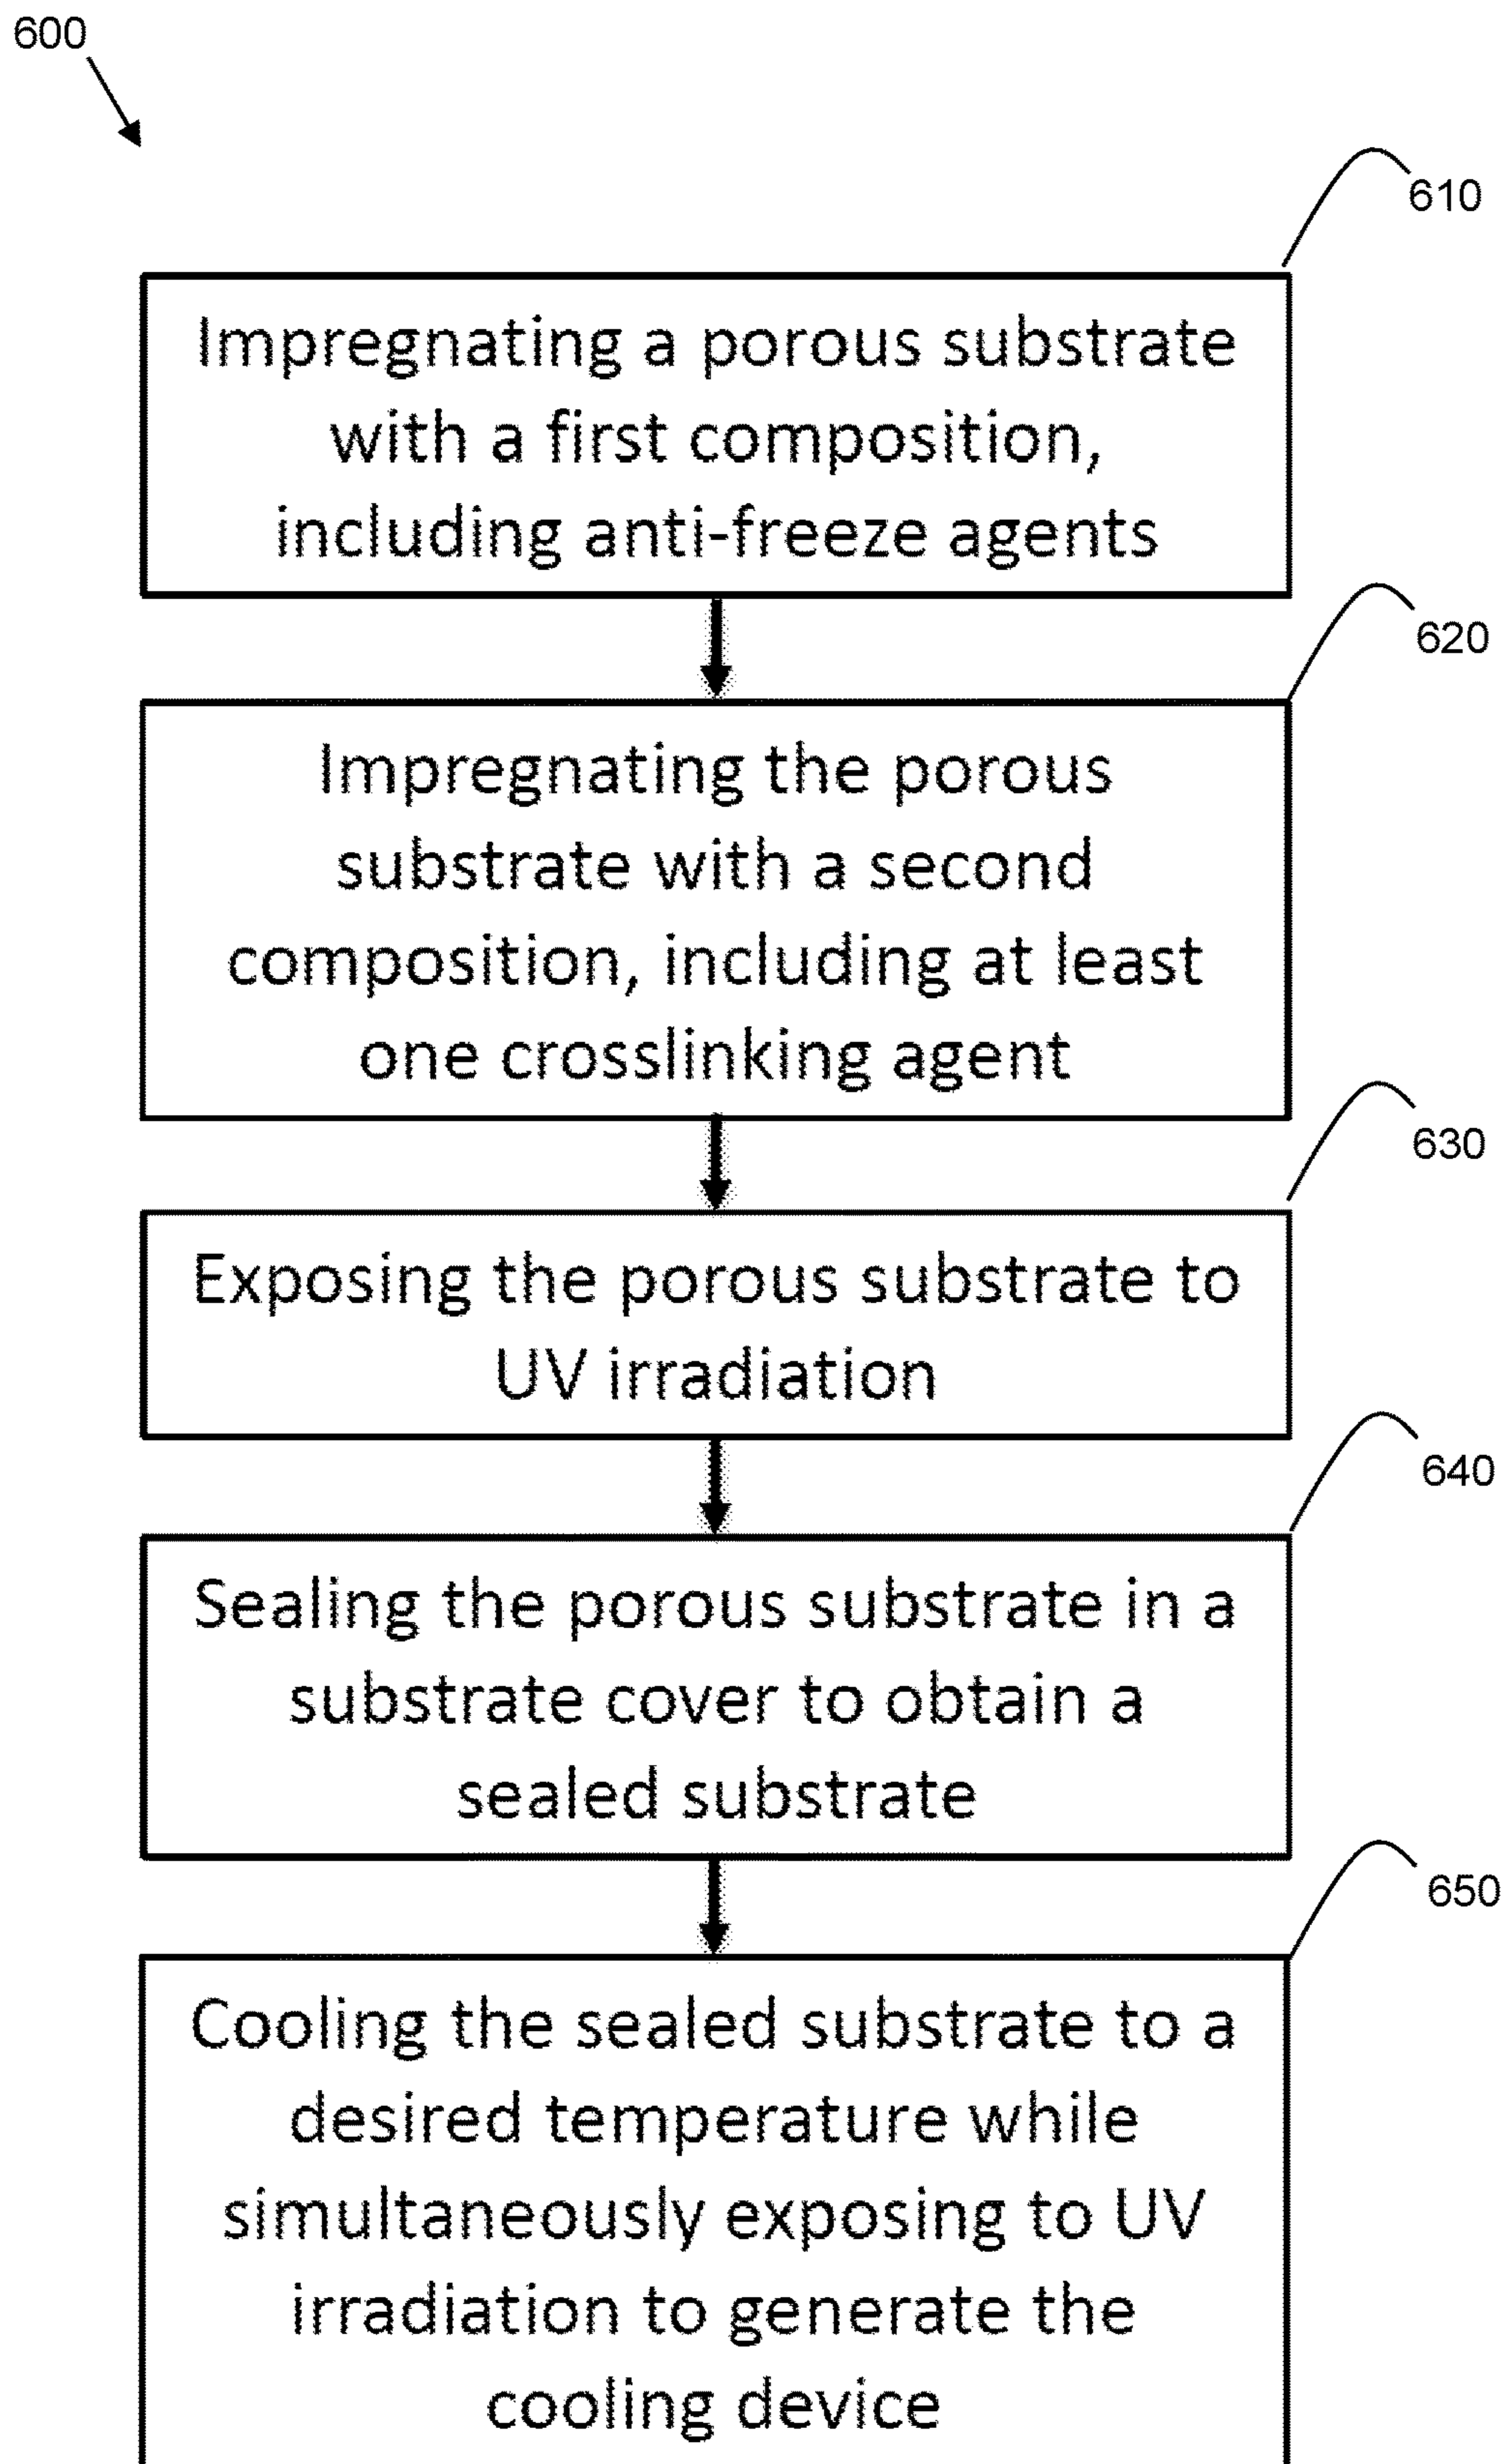 600
610
Impregnating a porous substrate
with a first composition,
including anti-freeze agents
620
Impregnating the porous
substrate with a second
composition, including at least
one crosslinking agent
630
Exposing the porous substrate to
UV irradiation
640
Sealing the porous substrate in a
substrate cover to obtain a
sealed substrate
650
Cooling the sealed substrate to a
desired temperature while
simultaneously exposing to UV
irradiation to generate the
cooling device